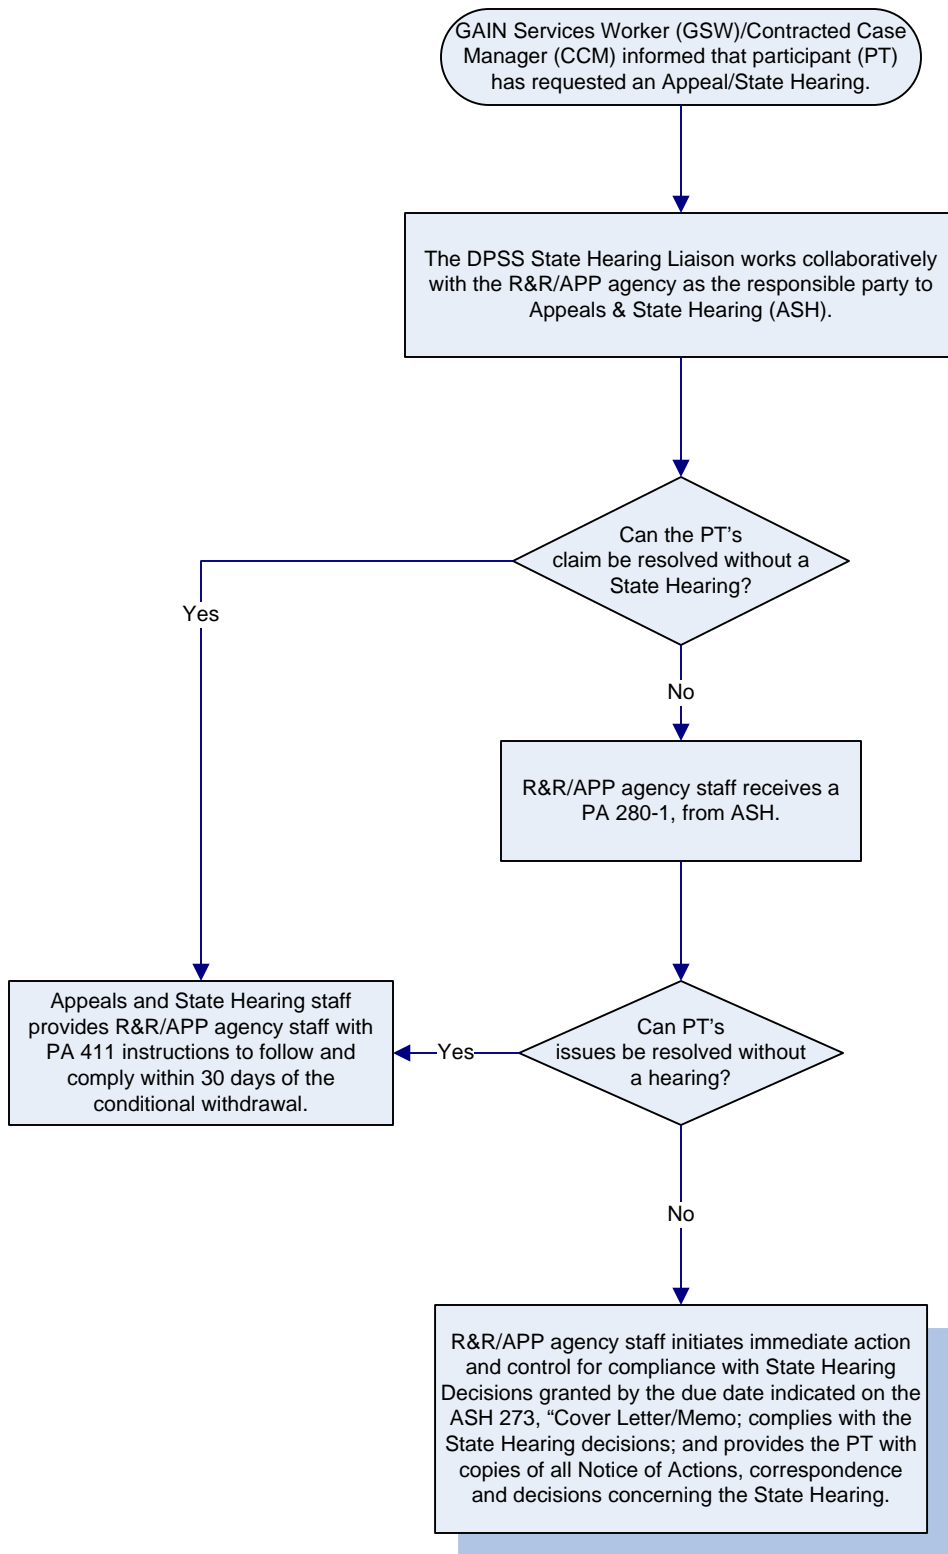 GAIN Services Worker (GSW)/Contracted Case
Manager (CCM) informed that participant (PT)
has requested an Appeal/State Hearing.
The DPSS State Hearing Liaison works collaboratively
with the R&R/APP agency as the responsible party to
Appeals & State Hearing (ASH).
Can the PT’s
claim be resolved without a
State Hearing?
Yes
No
R&R/APP agency staff receives a
PA 280-1, from ASH.
Appeals and State Hearing staff
provides R&R/APP agency staff with
PA 411 instructions to follow and
comply within 30 days of the
conditional withdrawal.
Yes
Can PT’s
issues be resolved without
a hearing?
No
R&R/APP agency staff initiates immediate action
and control for compliance with State Hearing
Decisions granted by the due date indicated on the
ASH 273, “Cover Letter/Memo; complies with the
State Hearing decisions; and provides the PT with
copies of all Notice of Actions, correspondence
and decisions concerning the State Hearing.